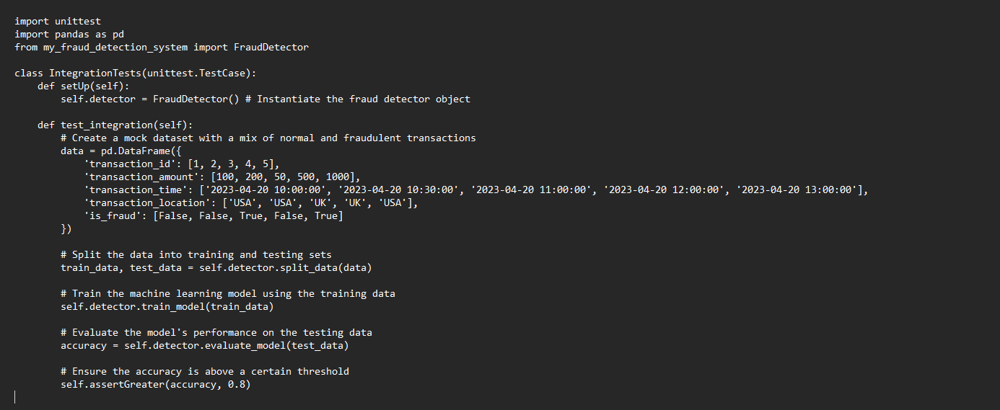 import unittest
import pandas as pd
from my_fraud_detection_system import FraudDetector
class IntegrationTests(unittest.TestCase):
def setUp(self):
self.detector = FraudDetector() # Instantiate the fraud detector object
def test_integration(self):
# Create a mock dataset with a mix of normal and fraudulent transactions
data = pd.DataFrame({
'transaction_id': [1, 2, 3, 4, 5],
'transaction_amount': [100, 200, 50, 500, 1000],
'transaction_time': ['2023-04-20 10:00:00', '2023-04-20 10:30:00', '2023-04-20 11:00:00', '2023-04-20 12:00:00', '2023-04-20 13:00:00'],
'transaction_location': ['USA', 'USA', 'UK', 'UK', 'USA'],
'is_fraud': [False, False, True, False, True]
})
# Split the data into training and testing sets
train_data, test_data = self.detector.split_data(data)
# Train the machine learning model using the training data
self.detector.train_model(train_data)
# Evaluate the model's performance on the testing data
accuracy = self.detector.evaluate_model(test_data)
# Ensure the accuracy is above a certain threshold
self.assertGreater(accuracy, 0.8)